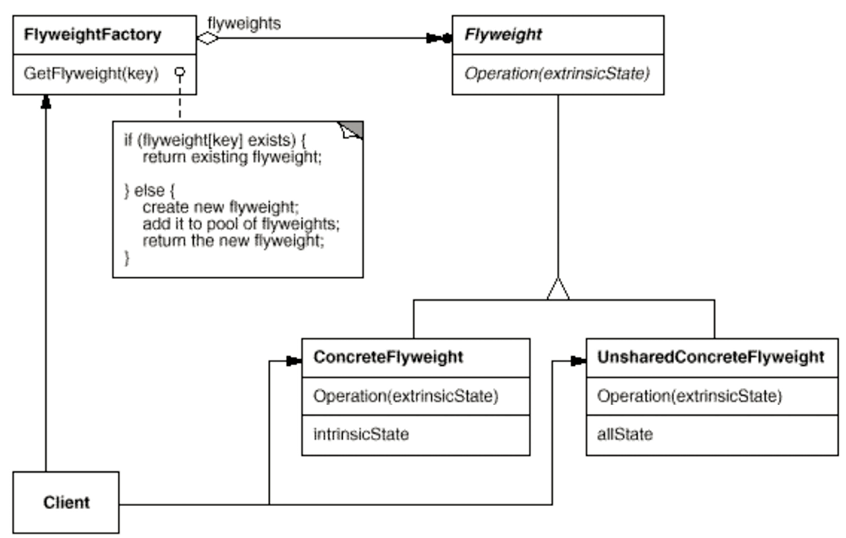 FlyweightFactory
GetFlyweight(key)
flyweights
Flyweight
Operation(extrinsicState)
if (flyweight[key] exists) {
return existing flyweight;
} else {
create new flyweight;
add it to pool of flyweights;
return the new flyweight;
}
ConcreteFlyweight
Operation(extrinsicState)
intrinsicState
UnsharedConcreteFlyweight
Operation(extrinsicState)
allState
Client